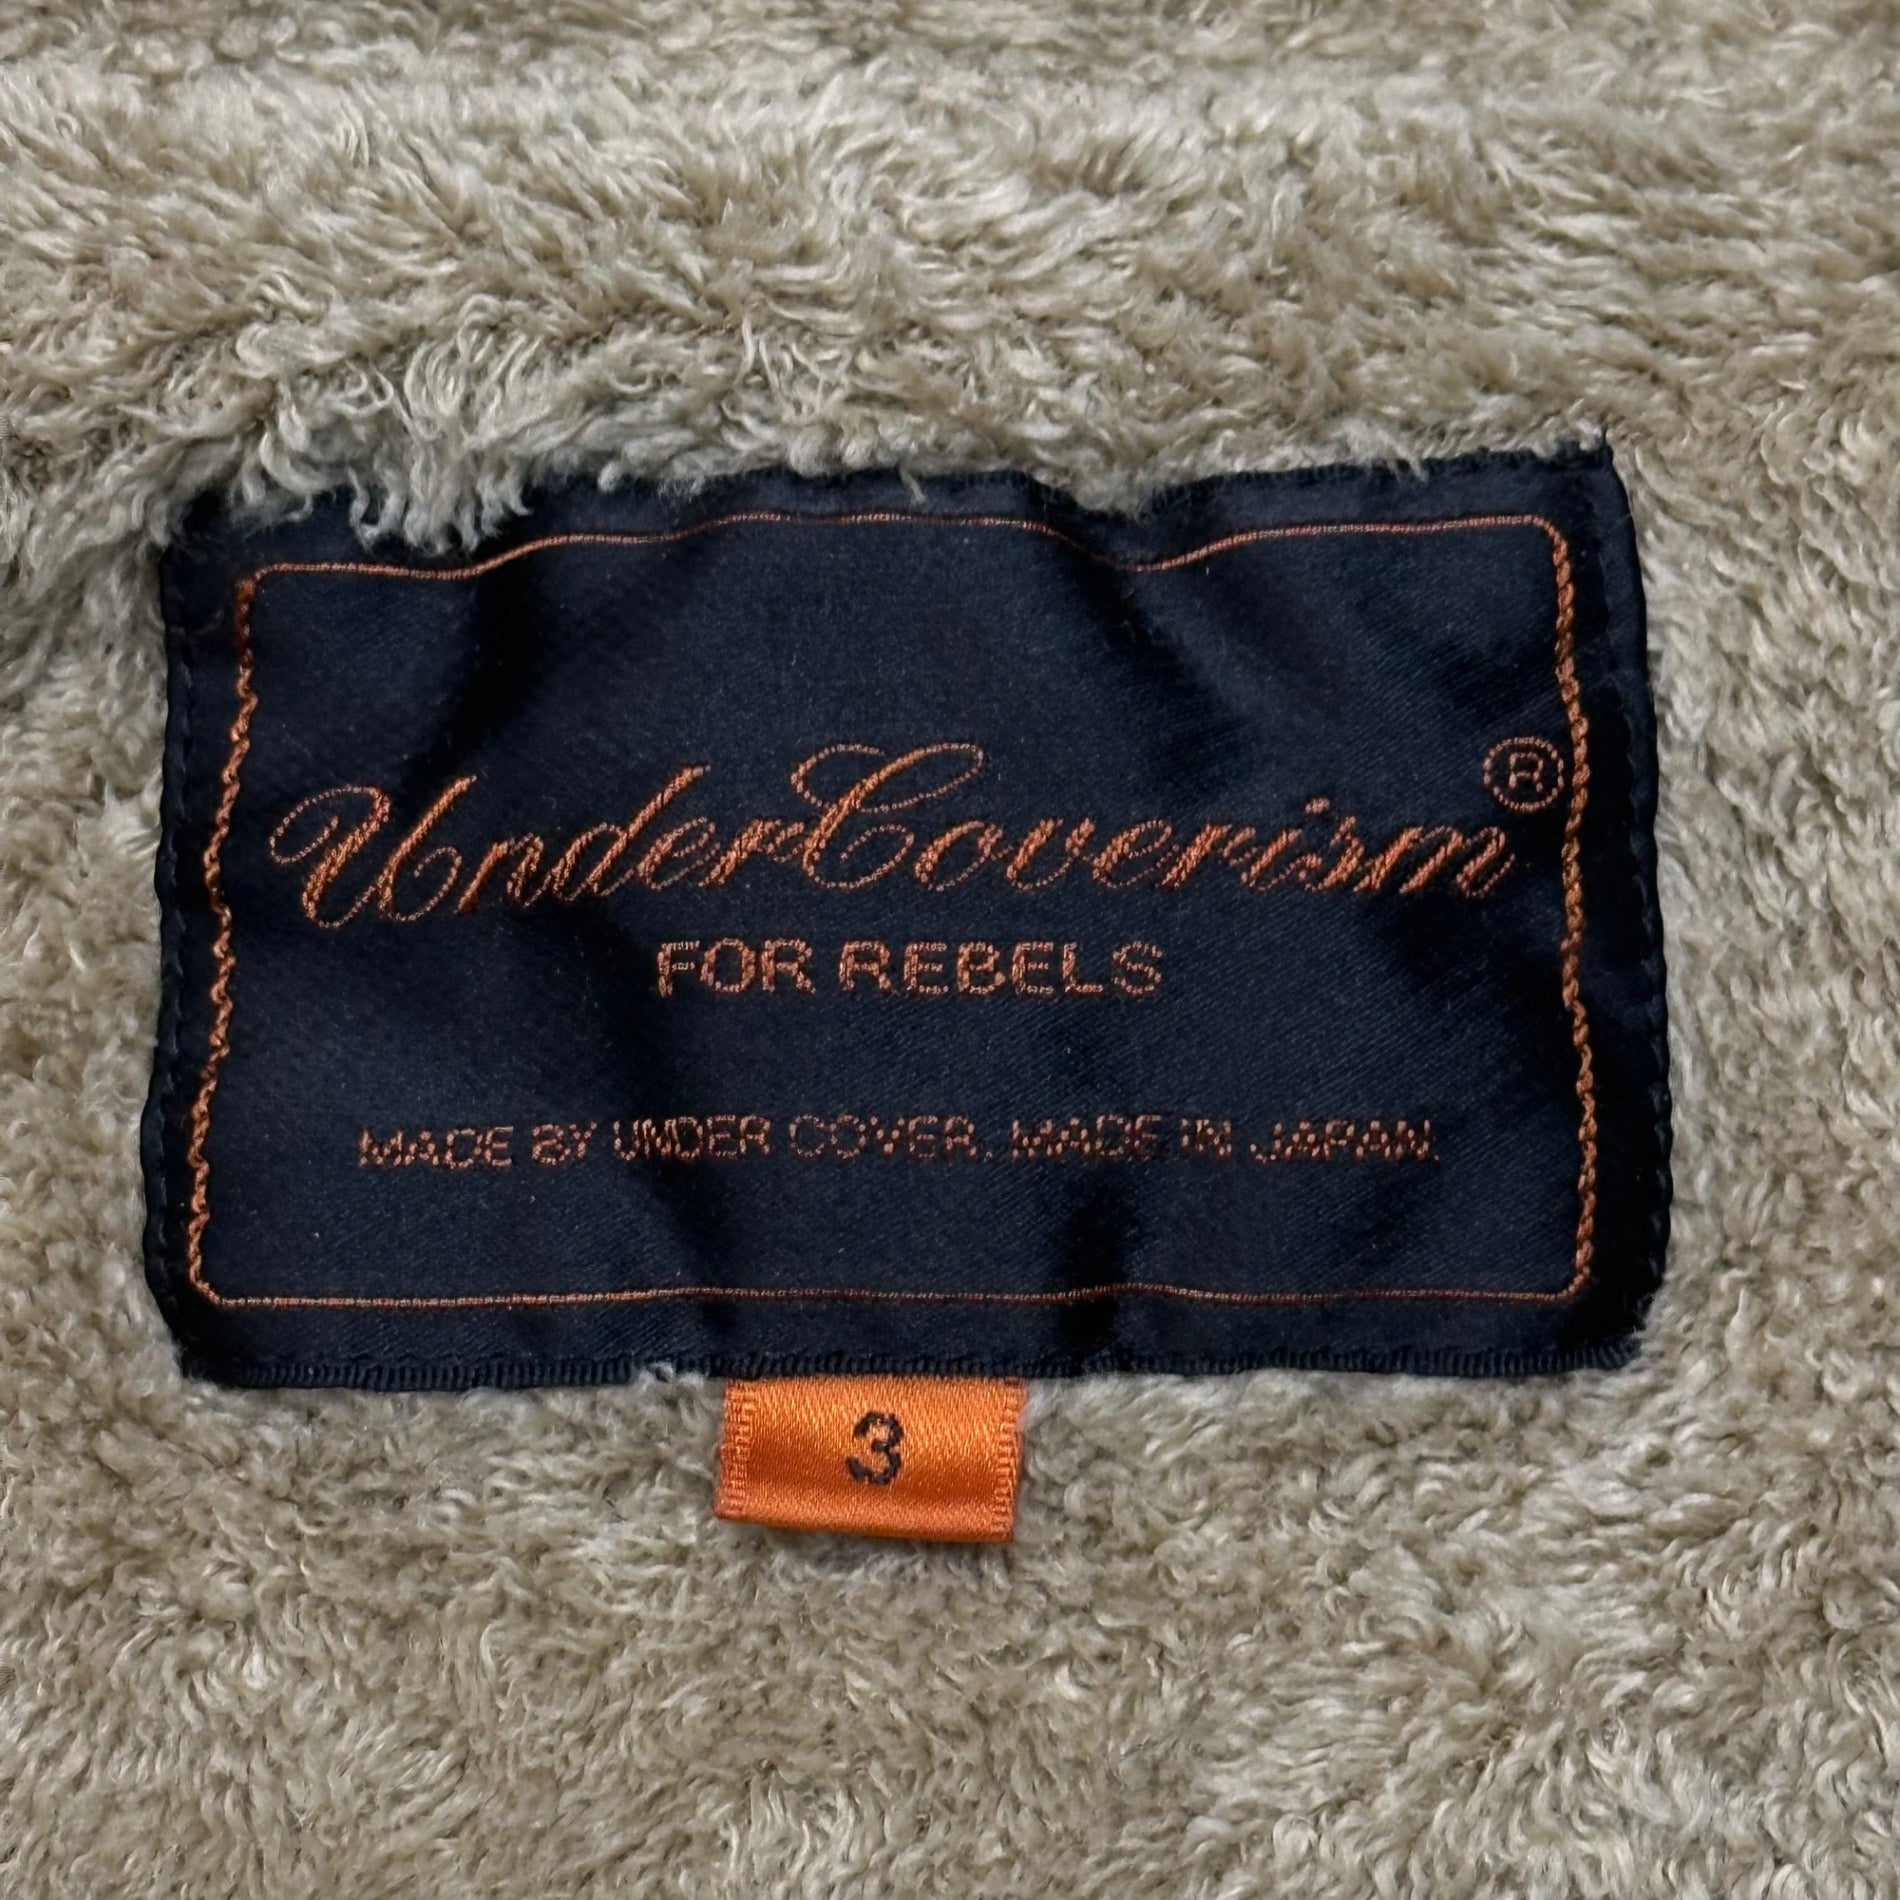 UnderCoverism®
FOR REBELS
MADE BY UNDER COVER. MADE IN JAPAN.
3